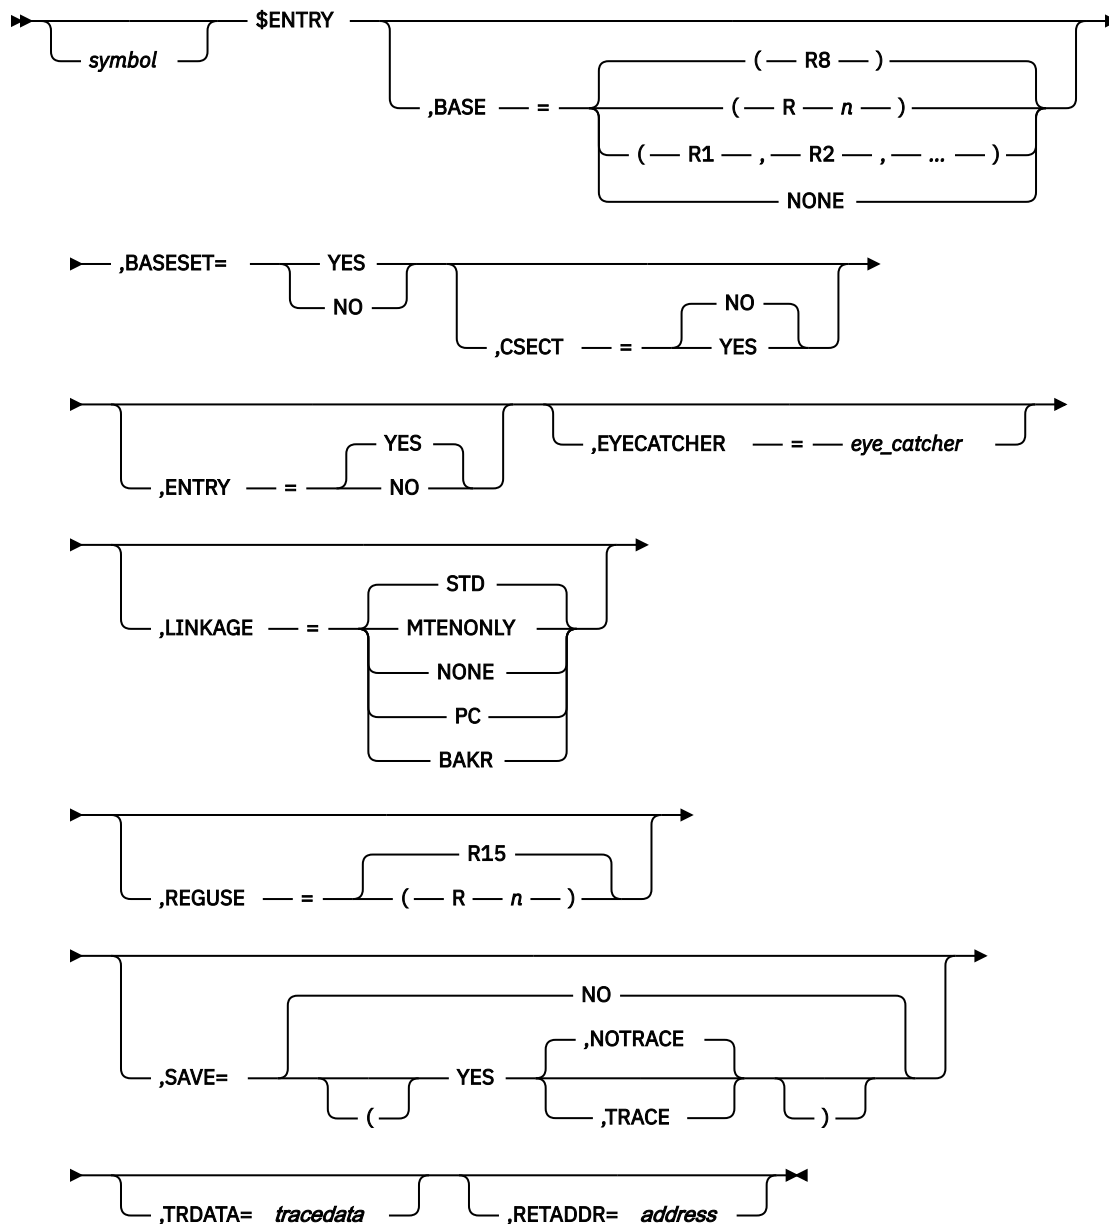 $ENTRY
symbol
( R8 )
,BASE = ( R n )
( R1 , R2 , ... )
NONE
,BASESET= YES
NO
NO
,CSECT = YES
YES
,ENTRY = NO
,EYECATCHER = eye_catcher
STD
,LINKAGE = MTENONLY
NONE
PC
BAKR
R15
,REGUSE = ( R n )
NO
,NOTRACE
,SAVE= YES
( ,TRACE )
,TRDATA= tracedata ,RETADDR= address